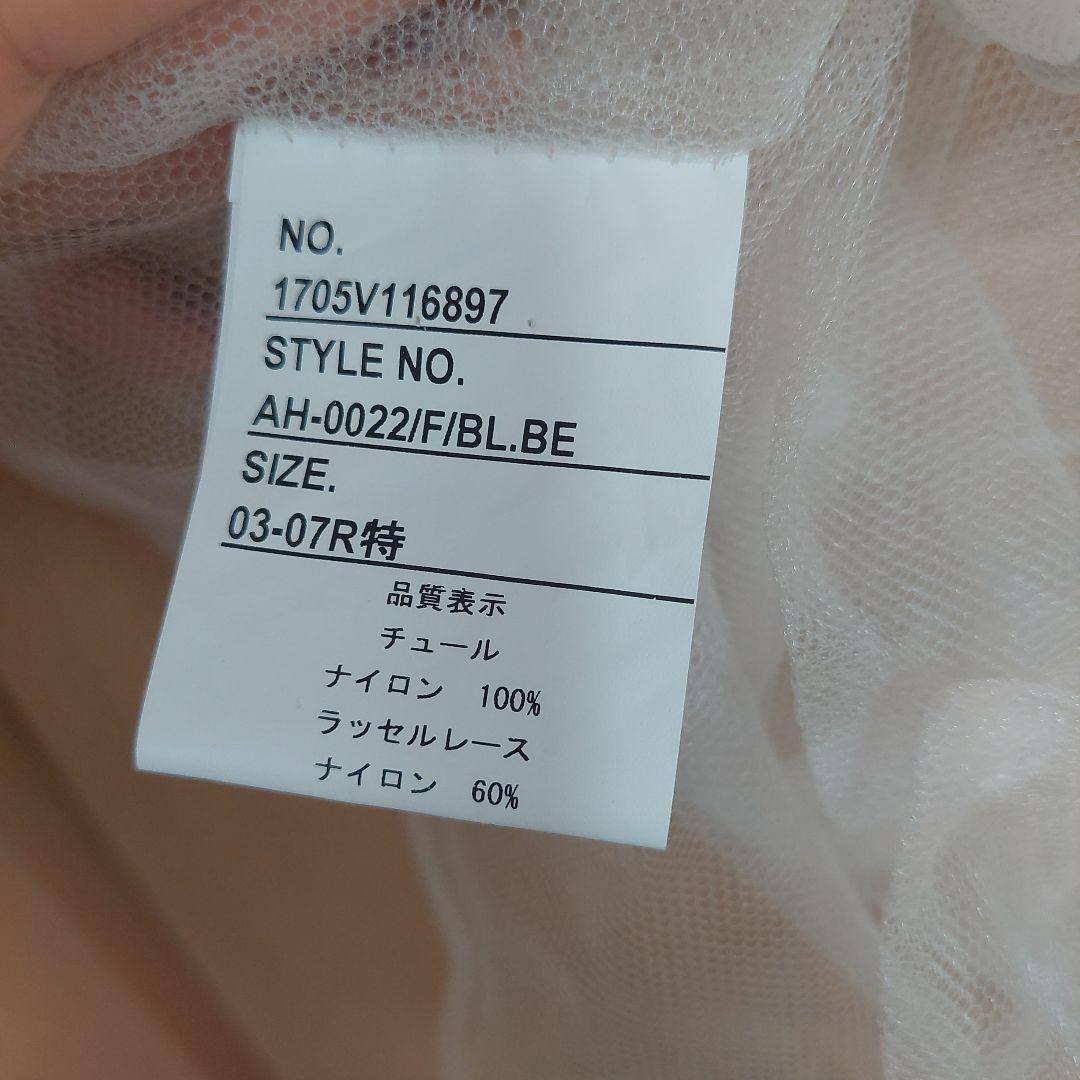 NO.
1705V116897
STYLE NO.
AH-0022/F/BL.BE
SIZE.
03-07R特
品質表示
チュール
ナイロン 100%
ラッセルレース
ナイロン 60%